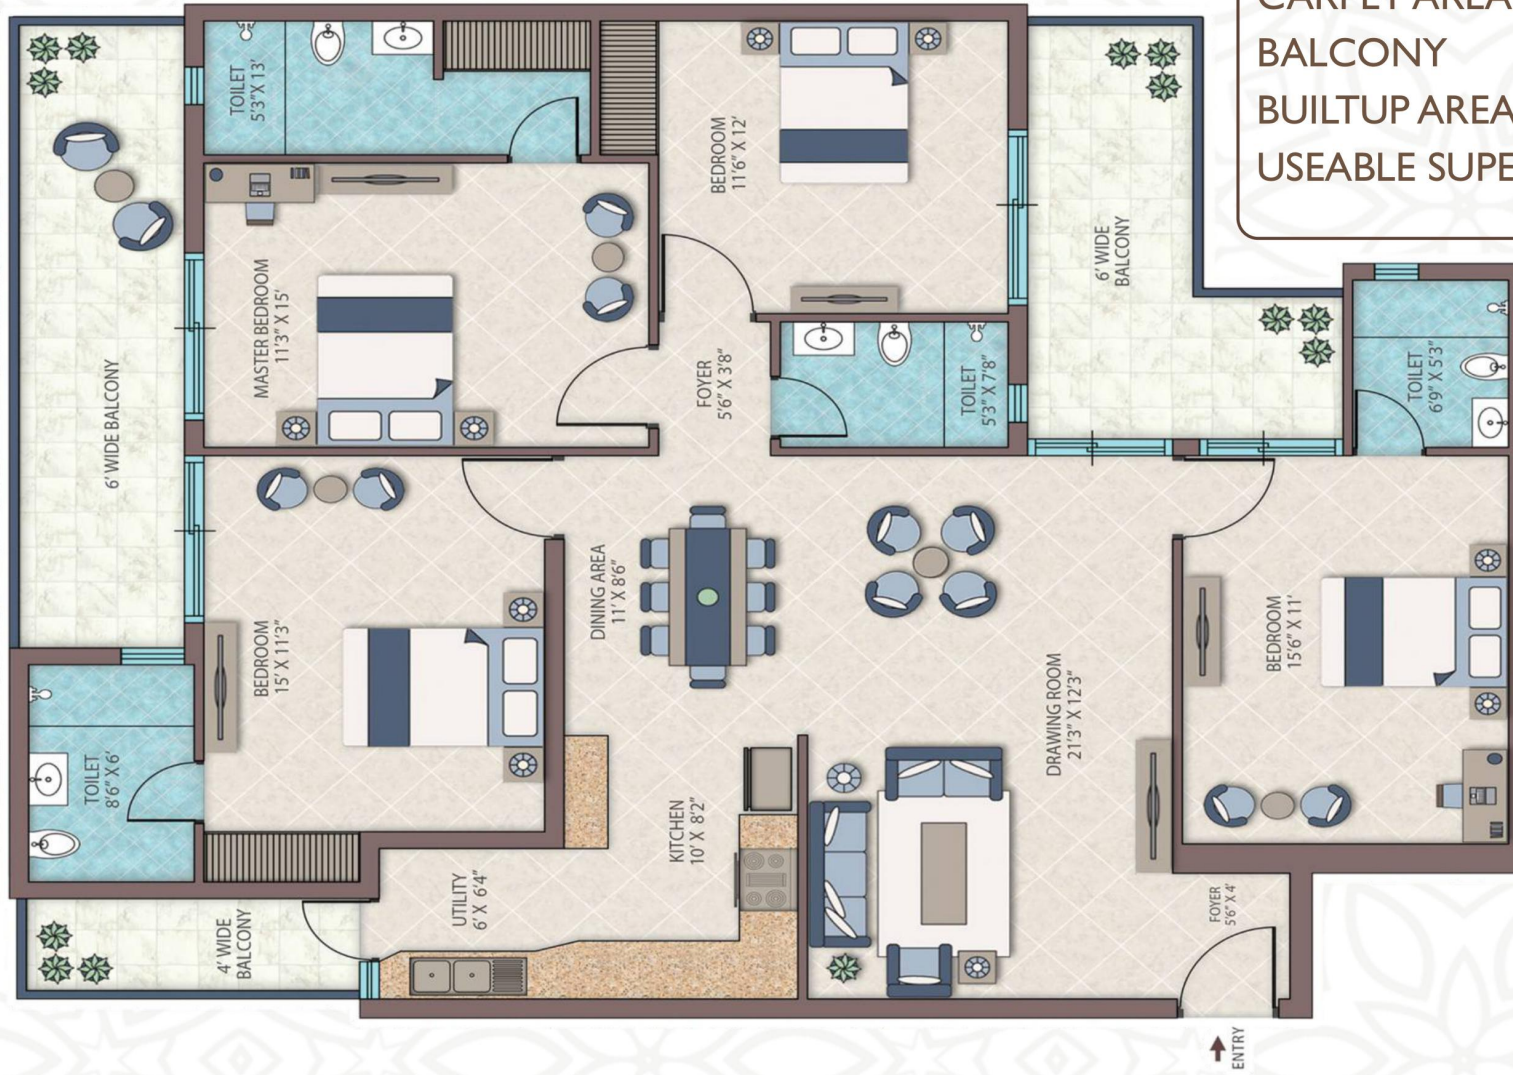 CARPET AREA
BALCONY
BUILTUP AREA
USEABLE SUPE
TOILET
5'3"X 13'
BEDROOM
11'6" X 12'
6' WIDE
BALCONY
MASTER BEDROOM
11'3" X 15'
FOYER
5'6" X 3'8"
TOILET
5'3" X 7'8"
TOILET
6'9" X 5'3"
6' WIDE BALCONY
DINING AREA
11' X 8'6"
BEDROOM
15' X 11'3"
BEDROOM
15'6" X 11'
DRAWING ROOM
21'3" X 12'3"
TOILET
8'6" X 6'
KITCHEN
10' X 8'2"
UTILITY
6' X 6'4"
FOYER
5'6" X 4'
4' WIDE
BALCONY
ENTRY